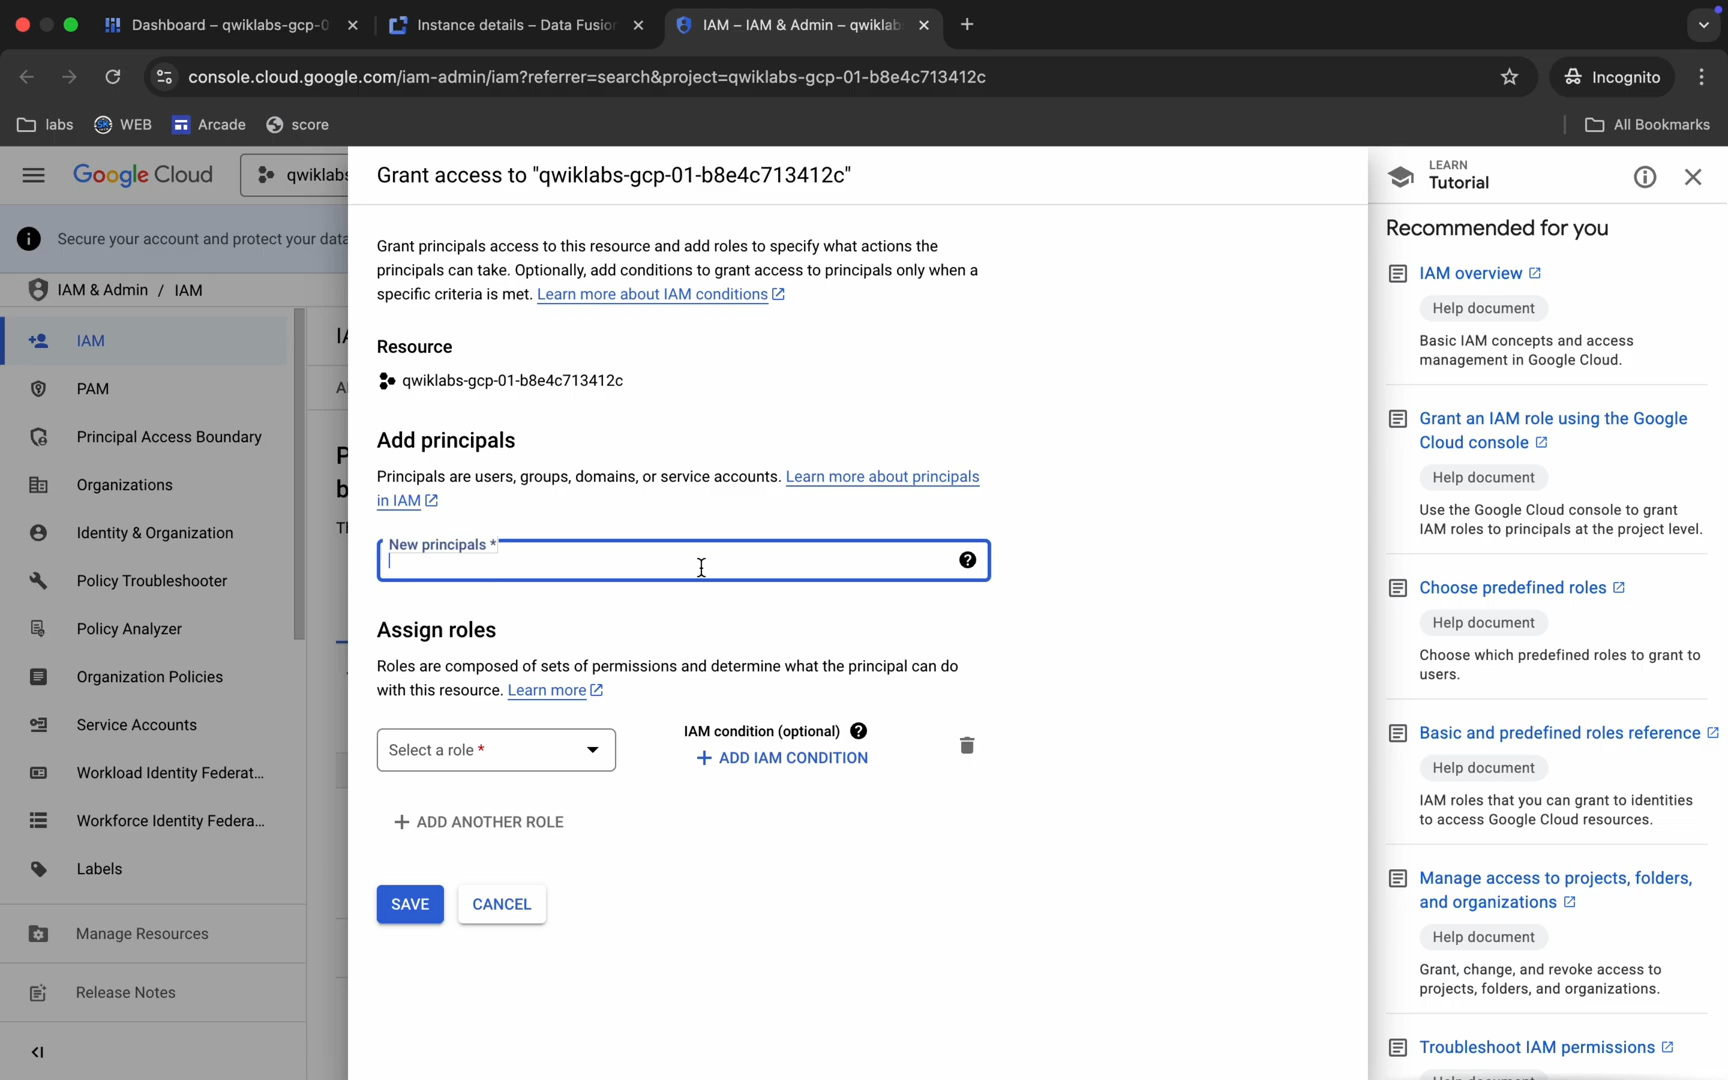 Dashboard – qwiklabs-gcp-0
Instance details – Data Fusion
IAM – IAM & Admin – qwiklab
console.cloud.google.com/iam-admin/iam?referrer=search&project=qwiklabs-gcp-01-b8e4c713412c
Incognito
labs
WEB
Arcade
score
All Bookmarks
Google Cloud
qwiklabs
Secure your account and protect your data
IAM & Admin / IAM
IAM
PAM
Principal Access Boundary
Organizations
Identity & Organization
Policy Troubleshooter
Policy Analyzer
Organization Policies
Service Accounts
Workload Identity Federat...
Workforce Identity Federa...
Labels
Manage Resources
Release Notes
Grant access to "qwiklabs-gcp-01-b8e4c713412c"
Grant principals access to this resource and add roles to specify what actions the
principals can take. Optionally, add conditions to grant access to principals only when a
specific criteria is met. Learn more about IAM conditions
Resource
qwiklabs-gcp-01-b8e4c713412c
Add principals
Principals are users, groups, domains, or service accounts. Learn more about principals
in IAM
New principals *
Assign roles
Roles are composed of sets of permissions and determine what the principal can do
with this resource. Learn more
Select a role *
IAM condition (optional)
+ ADD IAM CONDITION
+ ADD ANOTHER ROLE
SAVE
CANCEL
LEARN
Tutorial
Recommended for you
IAM overview
Help document
Basic IAM concepts and access
management in Google Cloud.
Grant an IAM role using the Google
Cloud console
Help document
Use the Google Cloud console to grant
IAM roles to principals at the project level.
Choose predefined roles
Help document
Choose which predefined roles to grant to
users.
Basic and predefined roles reference
Help document
IAM roles that you can grant to identities
to access Google Cloud resources.
Manage access to projects, folders,
and organizations
Help document
Grant, change, and revoke access to
projects, folders, and organizations.
Troubleshoot IAM permissions